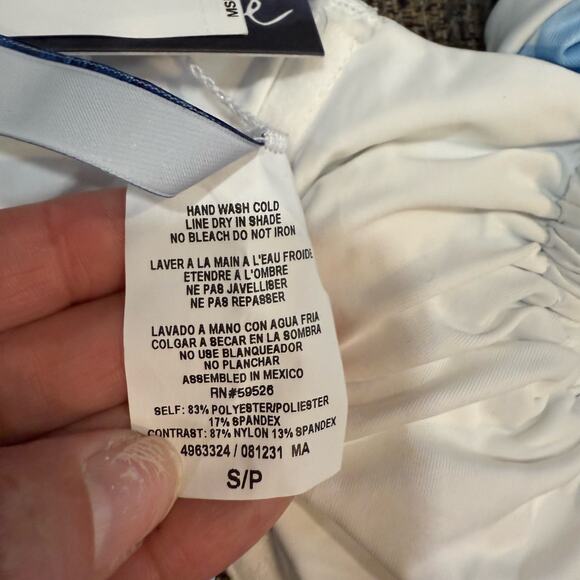 MS
e
HAND WASH COLD
LINE DRY IN SHADE
NO BLEACH DO NOT IRON
LAVER A LA MAIN A L'EAU FROIDE
ETENDRE A L'OMBRE
NE PAS JAVELLISER
NE PAS REPASSER
LAVADO A MANO CON AGUA FRIA
COLGAR A SECAR EN LA SOMBRA
NO USE BLANQUEADOR
NO PLANCHAR
ASSEMBLED IN MEXICO
RN#59526
SELF: 83% POLYESTER/POLIESTER
17% SPANDEX
CONTRAST: 87% NYLON 13% SPANDEX
4963324 / 081231 MA
S/P